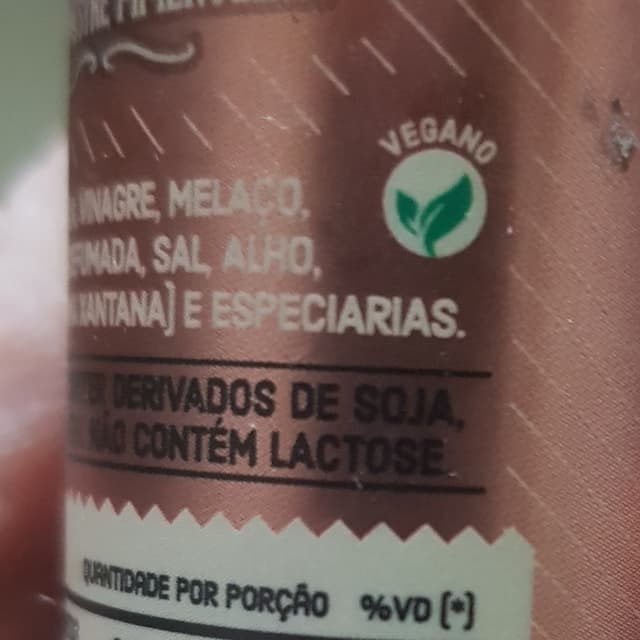 VEGANO
VINAGRE, MELAÇO,
SAL, ALHO,
XANTANA] E ESPECIARIAS.
DERIVADOS DE SOJA,
NÃO CONTÉM LACTOSE
QUANTIDADE POR PORÇÃO %VD (*)